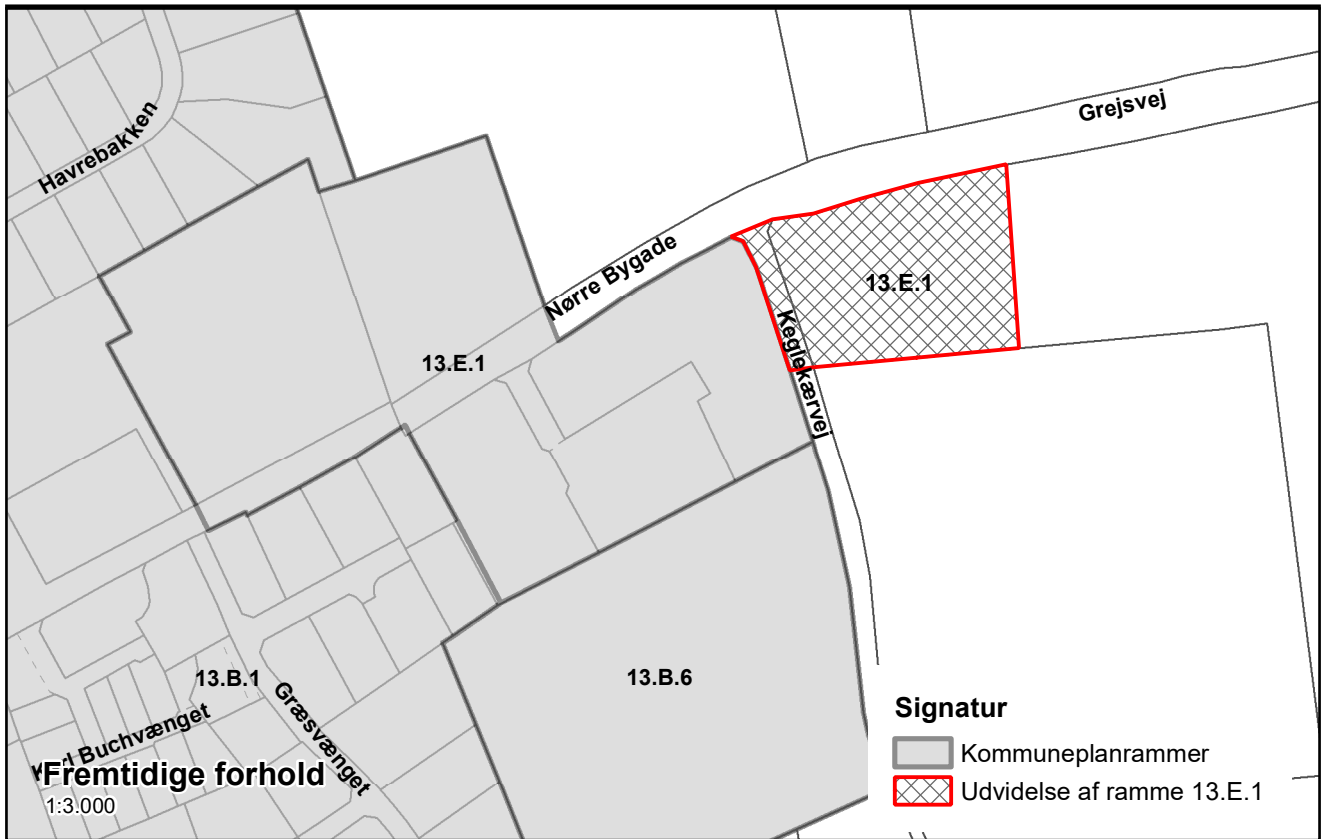 Grejsvej
Havrebakken
Nørre Bygade
13.E.1
Keglekærvej
13.E.1
13.B.6
13.B.1
Græsvænget
Karl Buchvænget
Fremtidige forhold
1:3.000
Signatur
Kommuneplanrammer
Udvidelse af ramme 13.E.1